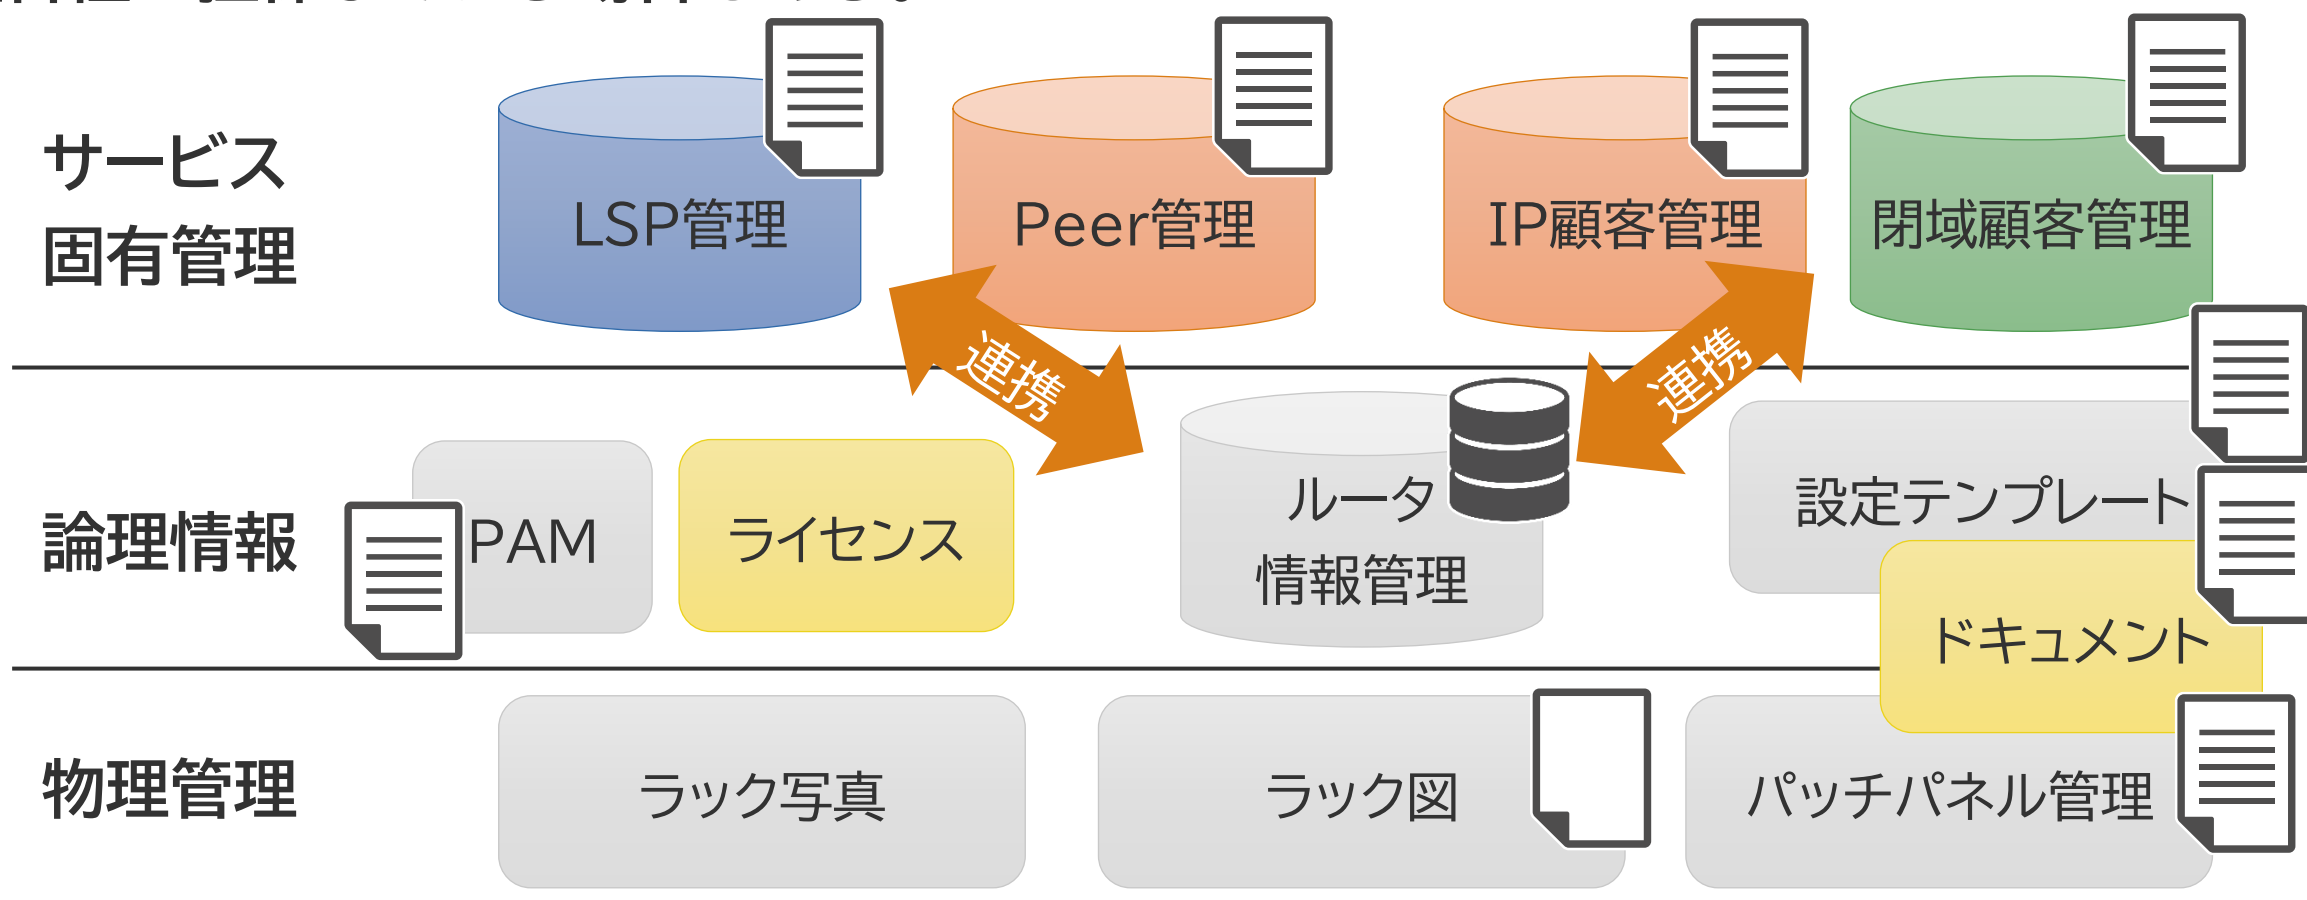 サービス
固有管理
LSP管理
Peer管理
IP顧客管理
閉域顧客管理
連携
連携
論理情報
PAM
ライセンス
ルータ
情報管理
設定テンプレート
ドキュメント
物理管理
ラック写真
ラック図
パッチパネル管理